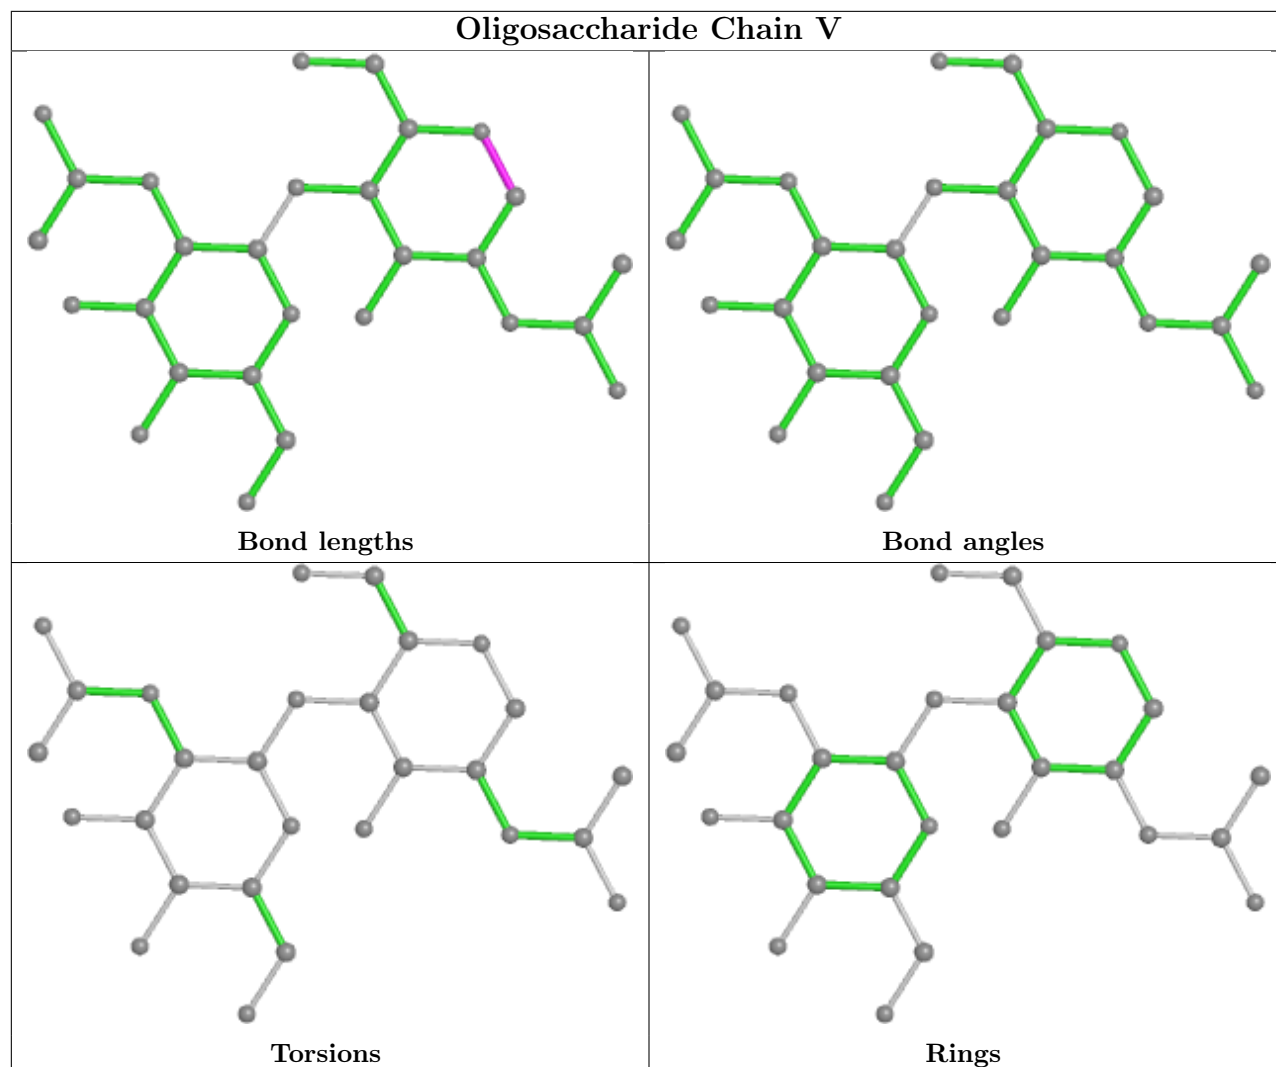 Oligosaccharide Chain V
Bond lengths
Bond angles
Torsions
Rings